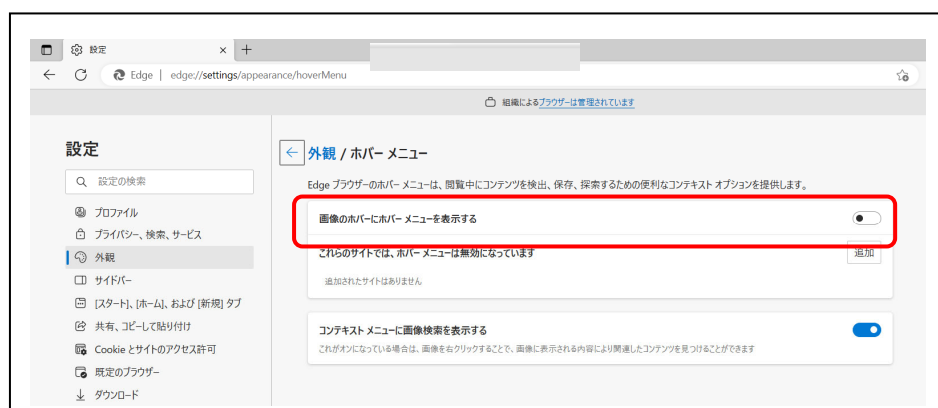 設定
Edge | edge://settings/appearance/hoverMenu
組織によるブラウザーは管理されています
設定
設定の検索
プロファイル
プライバシー、検索、サービス
外観
サイドバー
[スタート]、[ホーム]、および [新規] タブ
共有、コピーして貼り付け
Cookie とサイトのアクセス許可
既定のブラウザー
ダウンロード
外観 / ホバー メニュー
Edge ブラウザーのホバー メニューは、閲覧中にコンテンツを検出、保存、探索するための便利なコンテキスト オプションを提供します。
画像のホバーにホバー メニューを表示する
これらのサイトでは、ホバー メニューは無効になっています
追加
追加されたサイトはありません
コンテキスト メニューに画像検索を表示する
これがオンになっている場合は、画像を右クリックすることで、画像に表示される内容により関連したコンテンツを見つけることができます